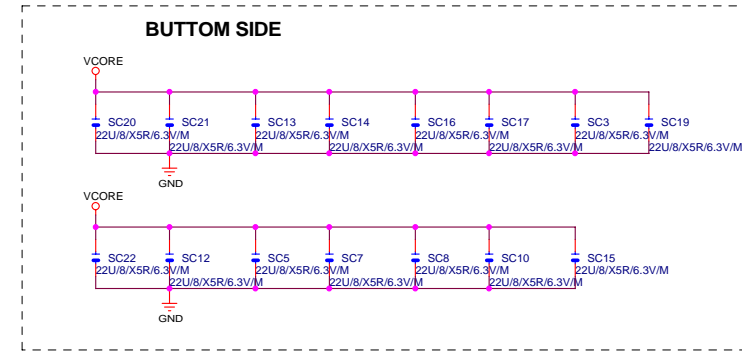 BUTTOM SIDE
VCORE
SC20 SC21 SC13 SC14 SC16 SC17 SC3 SC19
22U/8/X5R/6.3V/M 22U/8/X5R/6.3V/M 22U/8/X5R/6.3V/M 22U/8/X5R/6.3V/M
22U/8/X5R/6.3V/M 22U/8/X5R/6.3V/M 22U/8/X5R/6.3V/M 22U/8/X5R/6.3V/M
GND
VCORE
SC22 SC12 SC5 SC7 SC8 SC10 SC15
22U/8/X5R/6.3V/M 22U/8/X5R/6.3V/M 22U/8/X5R/6.3V/M 22U/8/X5R/6.3V/M
22U/8/X5R/6.3V/M 22U/8/X5R/6.3V/M 22U/8/X5R/6.3V/M
GND